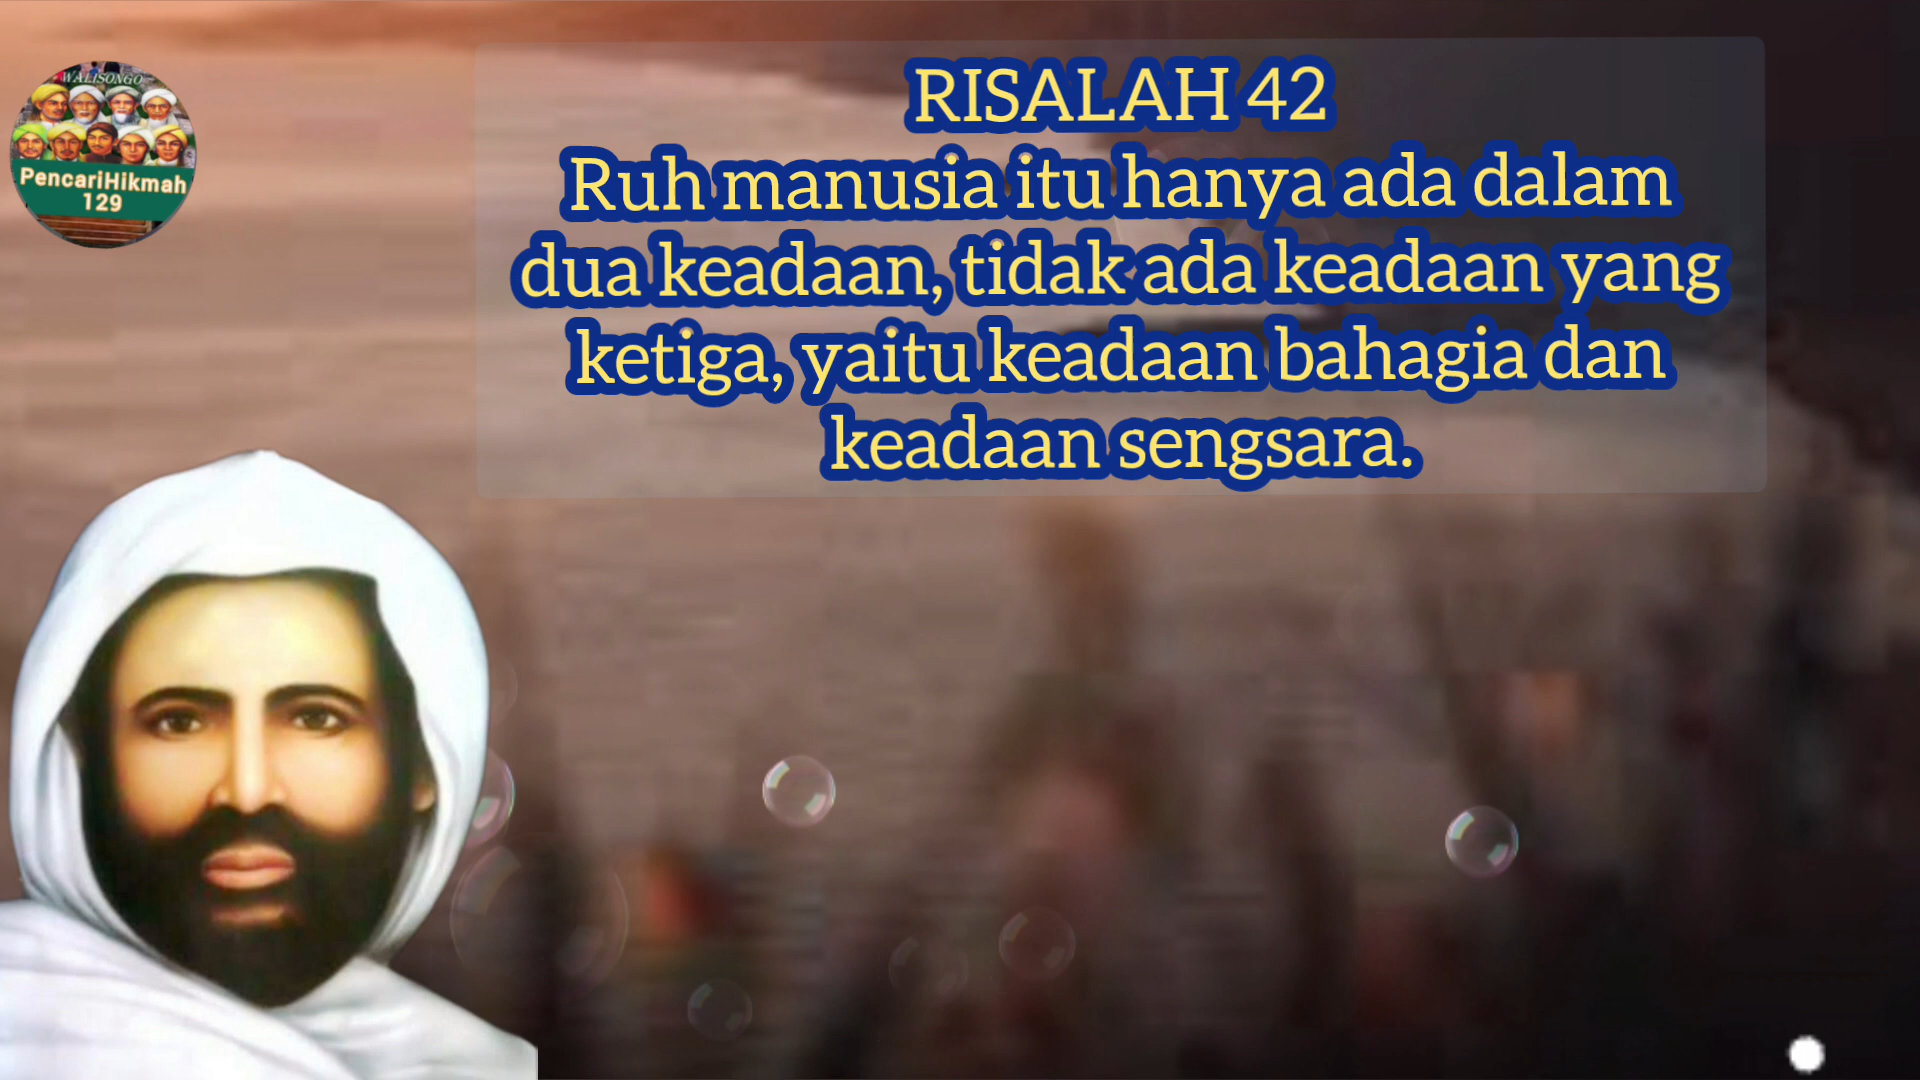 WALISONGO
PencariHikmah
129
RISALAH 42
Ruh manusia itu hanya ada dalam
dua keadaan, tidak ada keadaan yang
ketiga, yaitu keadaan bahagia dan
keadaan sengsara.